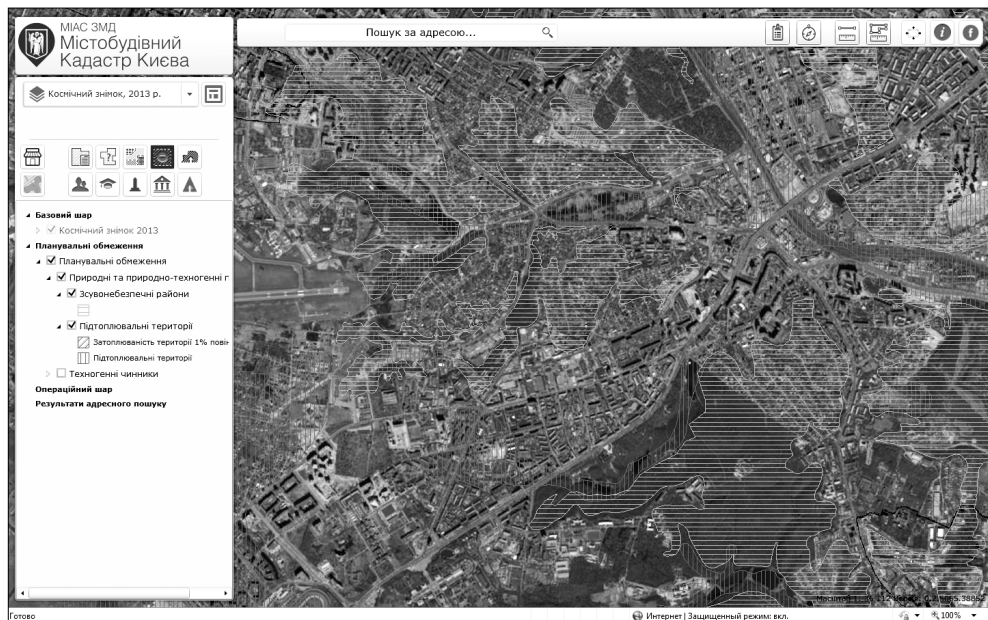 МІАС ЗМД
Містобудівний
Кадастр Києва
Пошук за адресою...
Космічний знімок, 2013 р.
Базовий шар
Космічний знімок 2013
Планувальні обмеження
Планувальні обмеження
Природні та природно-техногенні п
Зсувонебезпечні райони
Підтоплювальні території
Затоплюваність території 1% повін
Підтоплювальні території
Техногенні чинники
Операційний шар
Результати адресного пошуку
Готово
Интернет | Защищенный режим: вкл.
100%